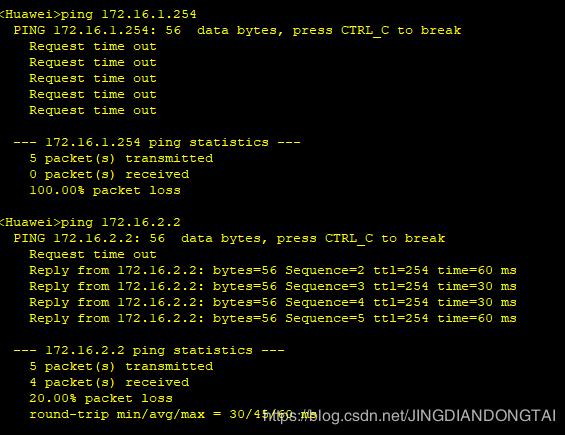 <Huawei>ping 172.16.1.254
PING 172.16.1.254: 56  data bytes, press CTRL_C to break
Request time out
Request time out
Request time out
Request time out
Request time out
--- 172.16.1.254 ping statistics ---
5 packet(s) transmitted
0 packet(s) received
100.00% packet loss
<Huawei>ping 172.16.2.2
PING 172.16.2.2: 56  data bytes, press CTRL_C to break
Request time out
Reply from 172.16.2.2: bytes=56 Sequence=2 ttl=254 time=60 ms
Reply from 172.16.2.2: bytes=56 Sequence=3 ttl=254 time=30 ms
Reply from 172.16.2.2: bytes=56 Sequence=4 ttl=254 time=30 ms
Reply from 172.16.2.2: bytes=56 Sequence=5 ttl=254 time=60 ms
--- 172.16.2.2 ping statistics ---
5 packet(s) transmitted
4 packet(s) received
20.00% packet loss
round-trip min/avg/max = 30/45/60 ms
https://blog.csdn.net/JINGDIANDONGTAI